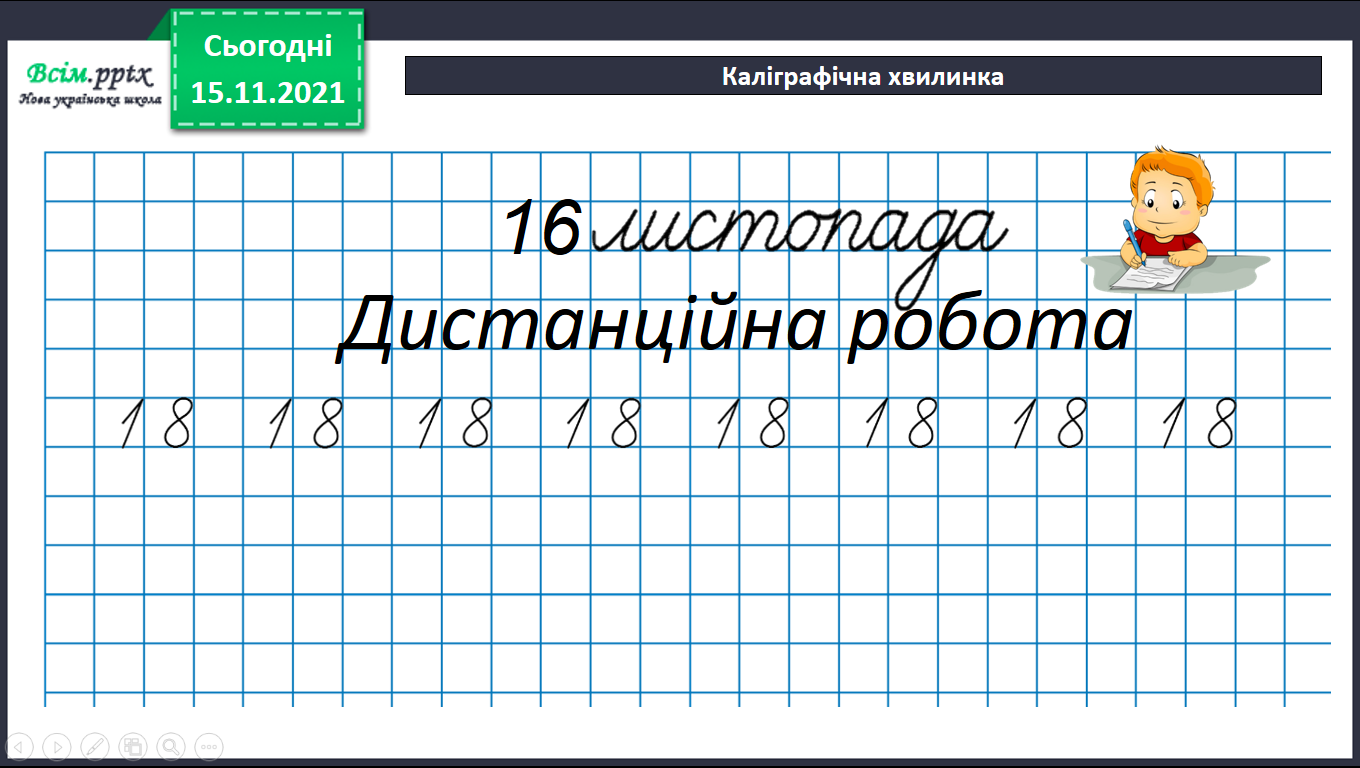 Всім.pptx
Нова українська школа
Сьогодні
15.11.2021
Каліграфічна хвилинка
16 листопада
Дистанційна робота
18 18 18 18 18 18 18 18